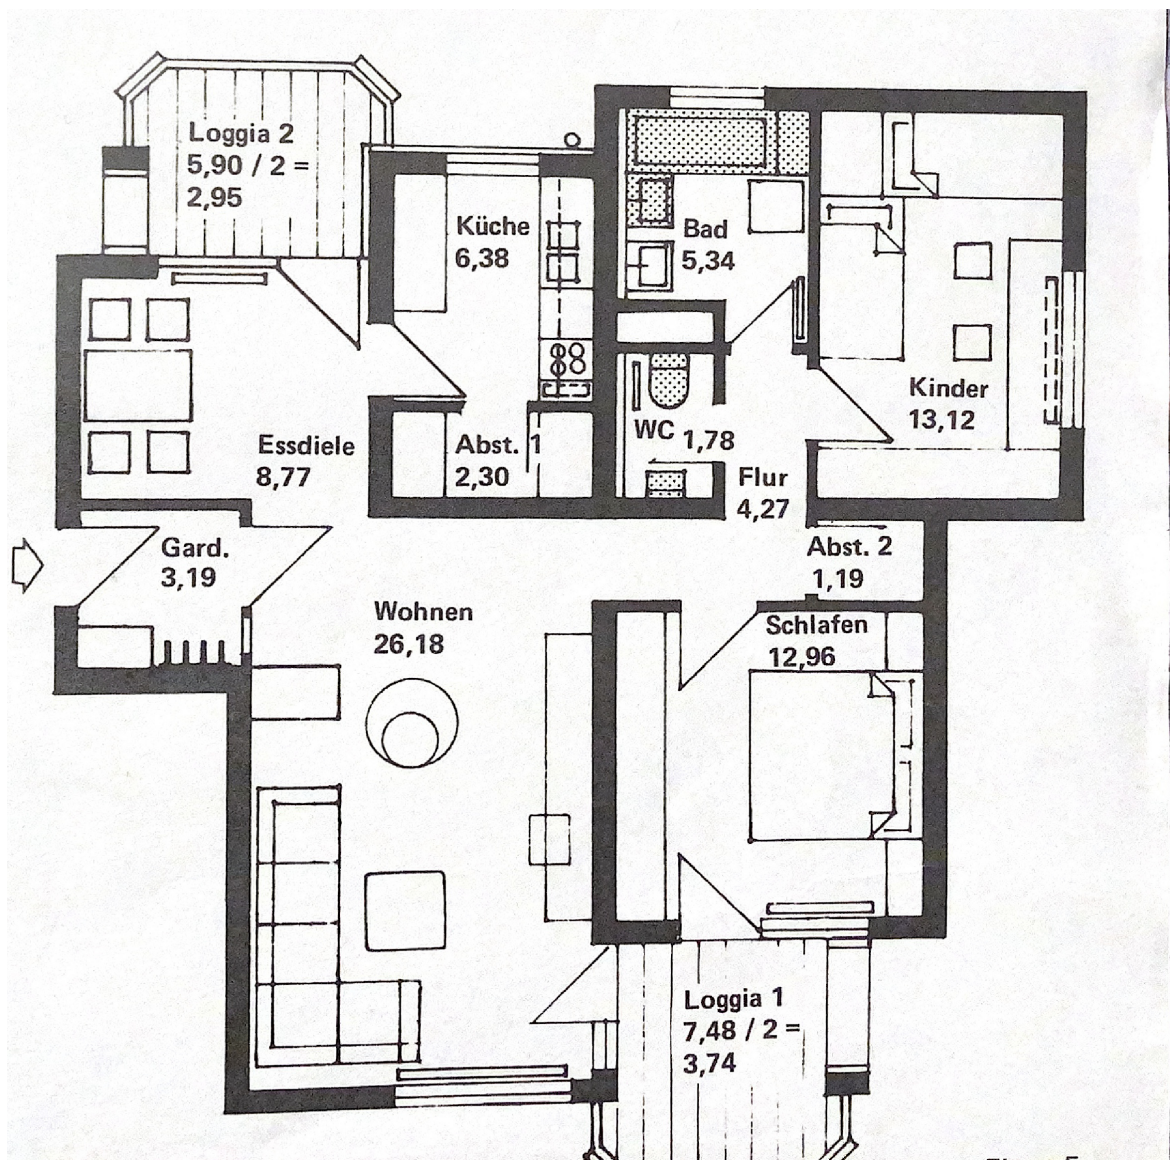 Loggia 2
5,90 / 2 =
2,95
Küche
6,38
Bad
5,34
Kinder
13,12
Essdiele
8,77
Abst. 1
2,30
WC 1,78
Flur
4,27
Gard.
3,19
Abst. 2
1,19
Wohnen
26,18
Schlafen
12,96
Loggia 1
7,48 / 2 =
3,74